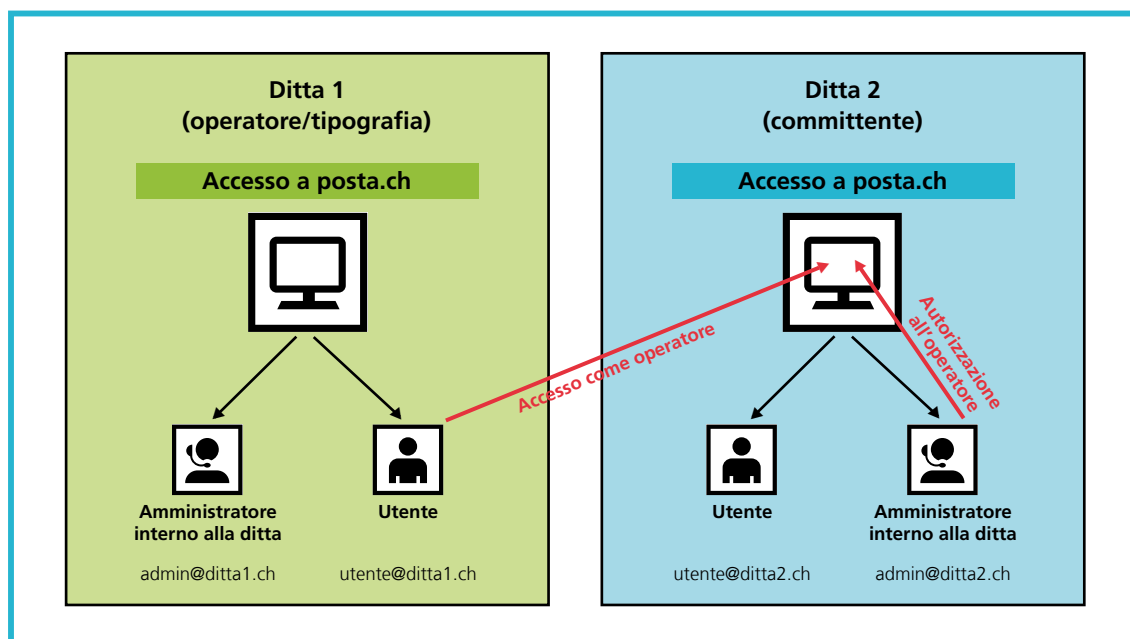 Ditta 1
(operatore/tipografia)
Accesso a posta.ch
Amministratore
interno alla ditta
Utente
admin@ditta1.ch
utente@ditta1.ch
Accesso come operatore
Ditta 2
(committente)
Accesso a posta.ch
Autorizzazione
all'operatore
Utente
Amministratore
interno alla ditta
utente@ditta2.ch
admin@ditta2.ch